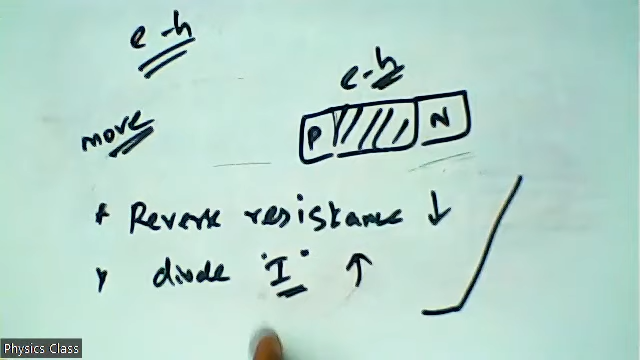 e-h
e-h
move
P N
* Reverse resistance ↓
* diode "I" ↑
Physics Class